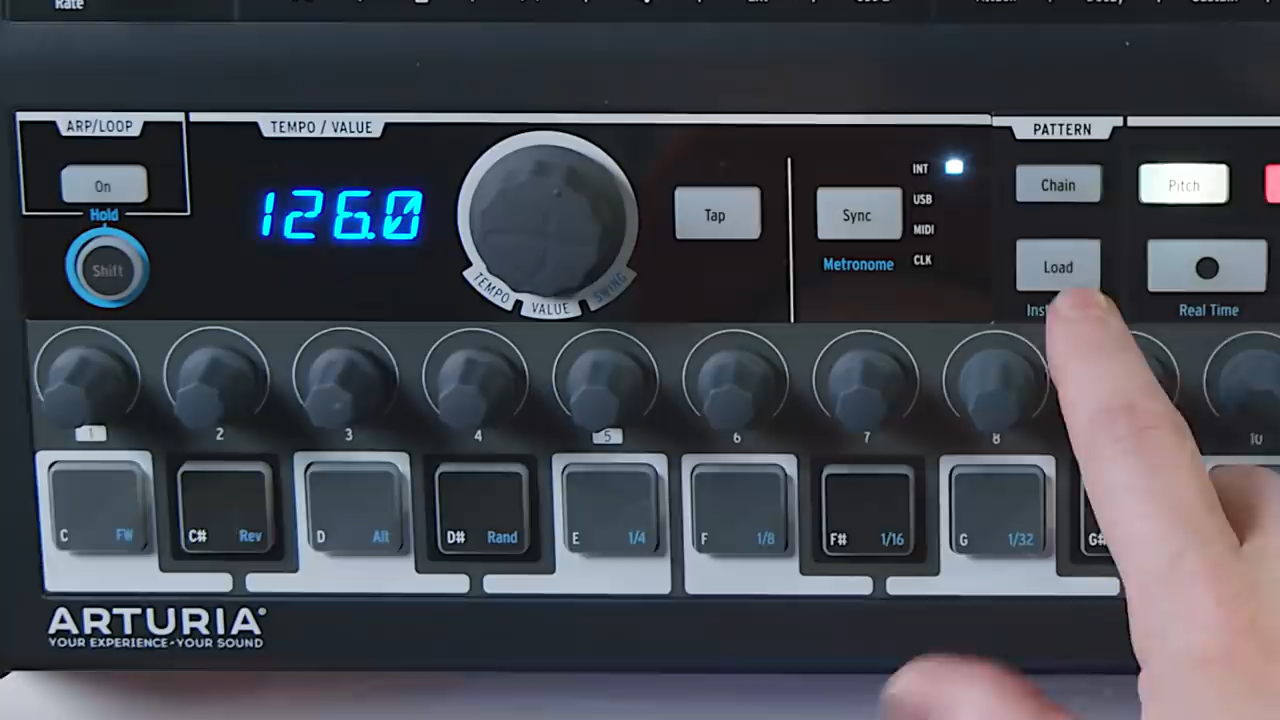 Rate
ARP/LOOP
TEMPO / VALUE
PATTERN
On
Hold
Shift
126.0
TEMPO
VALUE
SWING
Tap
Sync
Metronome
INT
USB
MIDI
CLK
Chain
Pitch
Load
Real Time
1
2
3
4
5
6
7
8
10
C FW
C# Rev
D Alt
D# Rand
E 1/4
F 1/8
F# 1/16
G 1/32
G#
ARTURIA
YOUR EXPERIENCE • YOUR SOUND